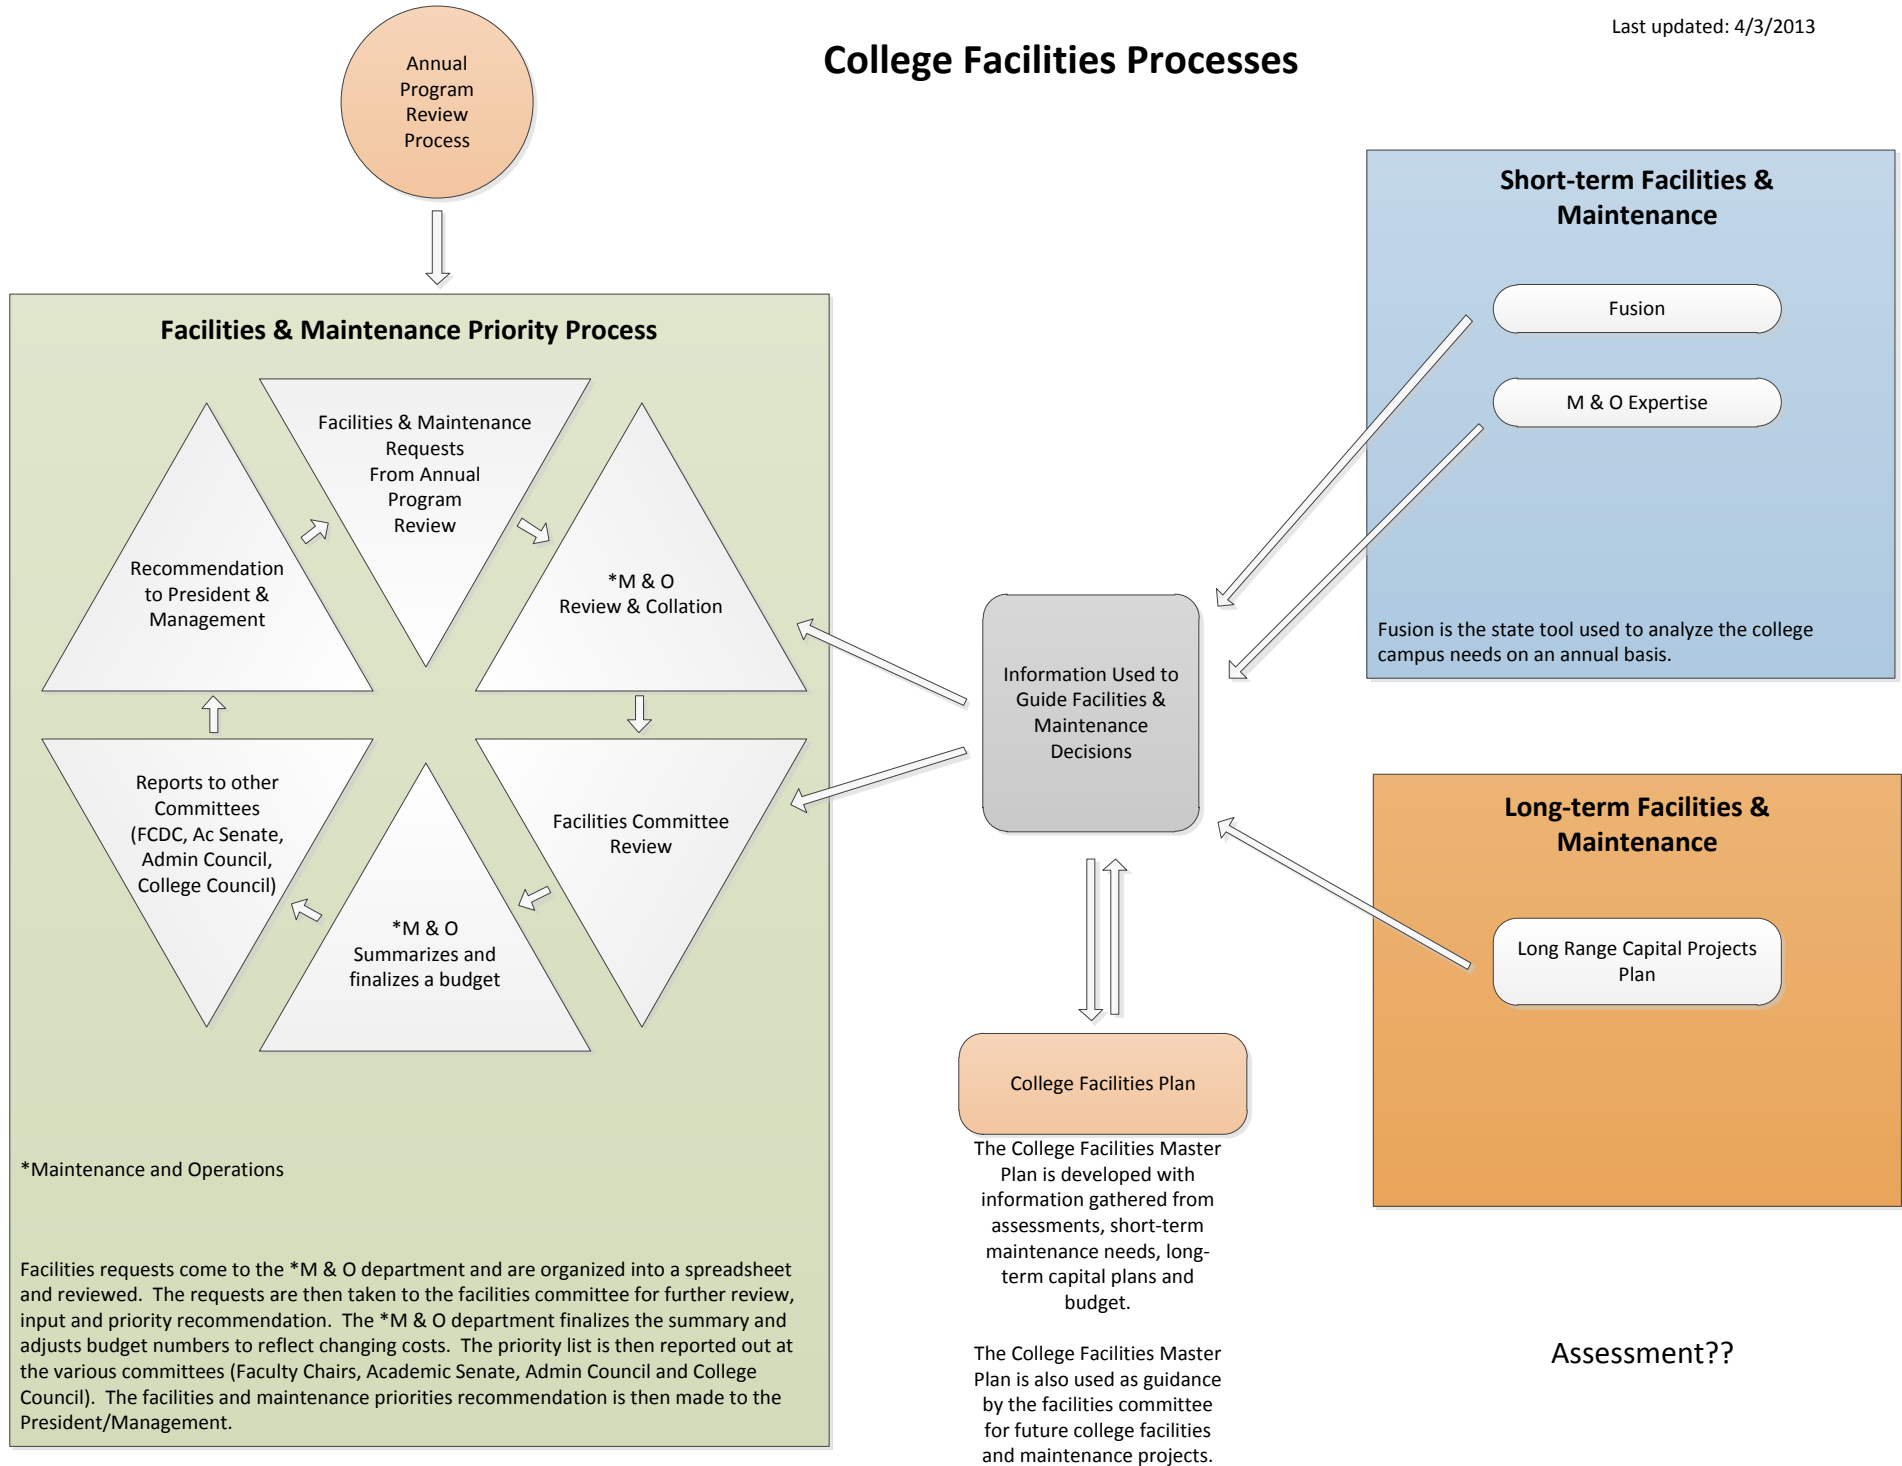 Last updated: 4/3/2013
College Facilities Processes
Annual
Program
Review
Process
Facilities & Maintenance Priority Process
Facilities & Maintenance
Requests
From Annual
Program
Review
*M & O
Review & Collation
Facilities Committee
Review
*M & O
Summarizes and
finalizes a budget
Reports to other
Committees
(FCDC, Ac Senate,
Admin Council,
College Council)
Recommendation
to President &
Management
*Maintenance and Operations
Facilities requests come to the *M & O department and are organized into a spreadsheet
and reviewed.  The requests are then taken to the facilities committee for further review,
input and priority recommendation.  The *M & O department finalizes the summary and
adjusts budget numbers to reflect changing costs.  The priority list is then reported out at
the various committees (Faculty Chairs, Academic Senate, Admin Council and College
Council).  The facilities and maintenance priorities recommendation is then made to the
President/Management.
Information Used to
Guide Facilities &
Maintenance
Decisions
College Facilities Plan
The College Facilities Master
Plan is developed with
information gathered from
assessments, short-term
maintenance needs, long-
term capital plans and
budget.
The College Facilities Master
Plan is also used as guidance
by the facilities committee
for future college facilities
and maintenance projects.
Short-term Facilities &
Maintenance
Fusion
M & O Expertise
Fusion is the state tool used to analyze the college
campus needs on an annual basis.
Long-term Facilities &
Maintenance
Long Range Capital Projects
Plan
Assessment??